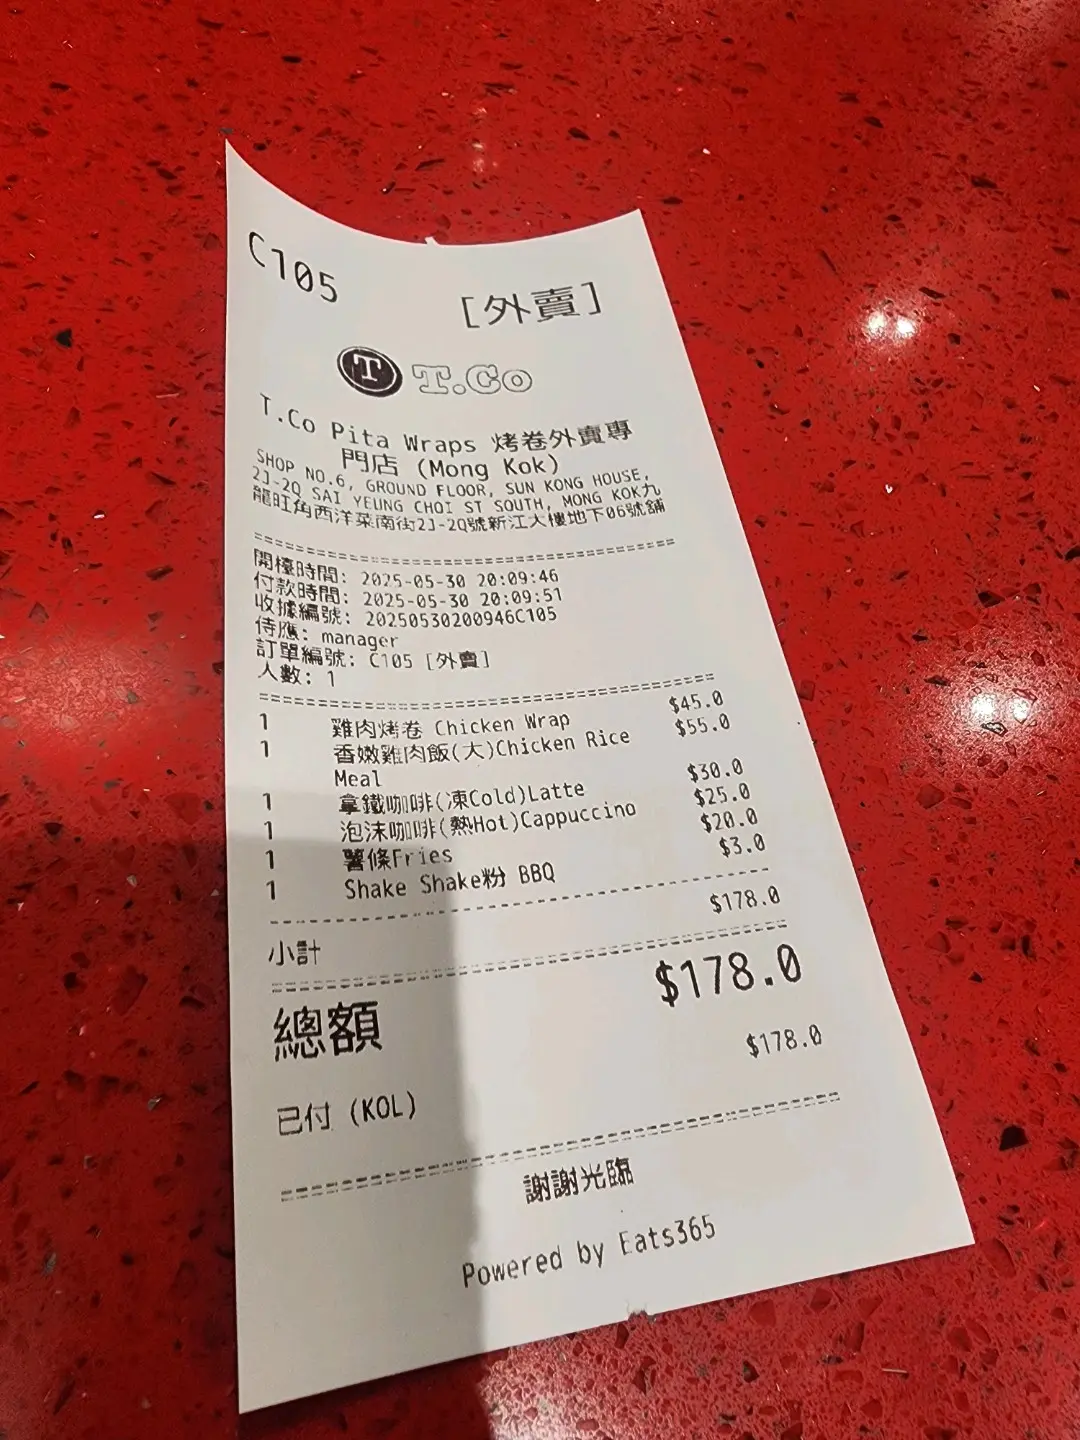 C105
[外賣]
T T.Co
T.Co Pita Wraps 烤卷外賣專
門店 (Mong Kok)
SHOP NO.6, GROUND FLOOR, SUN KONG HOUSE,
2J-2Q SAI YEUNG CHOI ST SOUTH, MONG KOK九
龍旺角西洋菜南街2J-2Q號新江大樓地下06號舖
開檯時間: 2025-05-30 20:09:46
付款時間: 2025-05-30 20:09:51
收據編號: 20250530200946C105
侍應: manager
訂單編號: C105 [外賣]
人數: 1
1 雞肉烤卷 Chicken Wrap $45.0
1 香嫩雞肉飯(大)Chicken Rice $55.0
Meal
1 拿鐵咖啡(凍Cold)Latte $30.0
1 泡沫咖啡(熱Hot)Cappuccino $25.0
1 薯條Fries $20.0
1 Shake Shake粉 BBQ $3.0
小計 $178.0
總額 $178.0
已付 (KOL) $178.0
謝謝光臨
Powered by Eats365